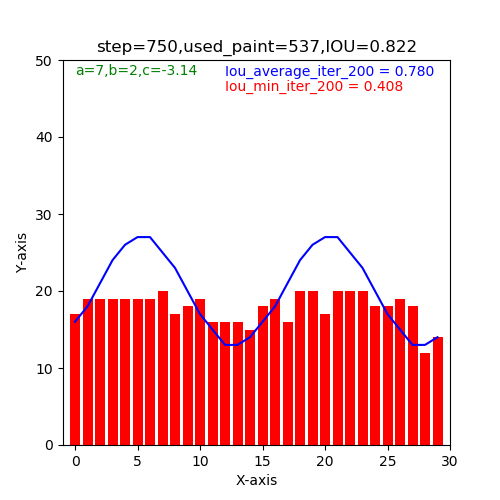 step=750,used_paint=537,IOU=0.822
a=7,b=2,c=-3.14
Iou_average_iter_200 = 0.780
Iou_min_iter_200 = 0.408
50
40
30
20
10
0
Y-axis
0 5 10 15 20 25 30
X-axis